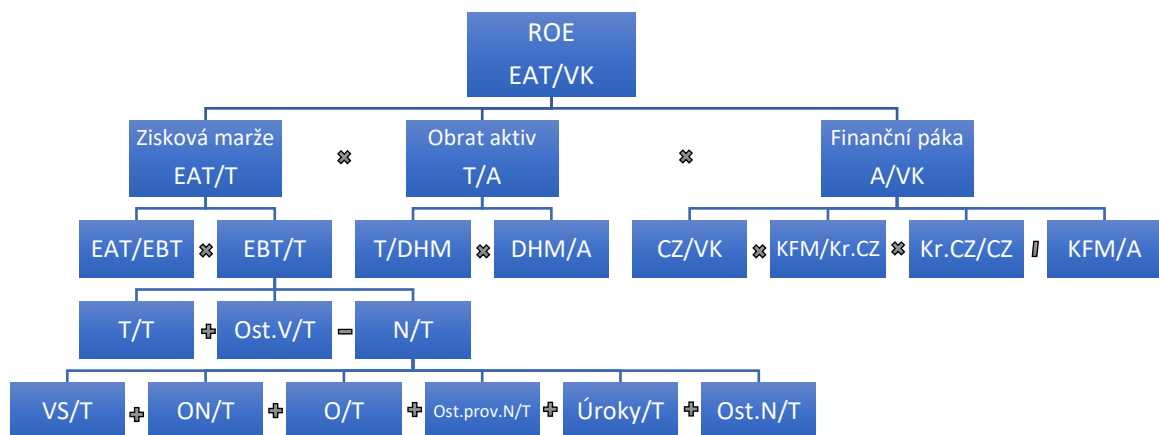 ROE
EAT/VK
Zisková marže
EAT/T
Obrat aktiv
T/A
Finanční páka
A/VK
EAT/EBT
EBT/T
T/DHM
DHM/A
CZ/VK
KFM/Kr.CZ
Kr.CZ/CZ
KFM/A
T/T
Ost.V/T
N/T
VS/T
ON/T
O/T
Ost.prov.N/T
Úroky/T
Ost.N/T